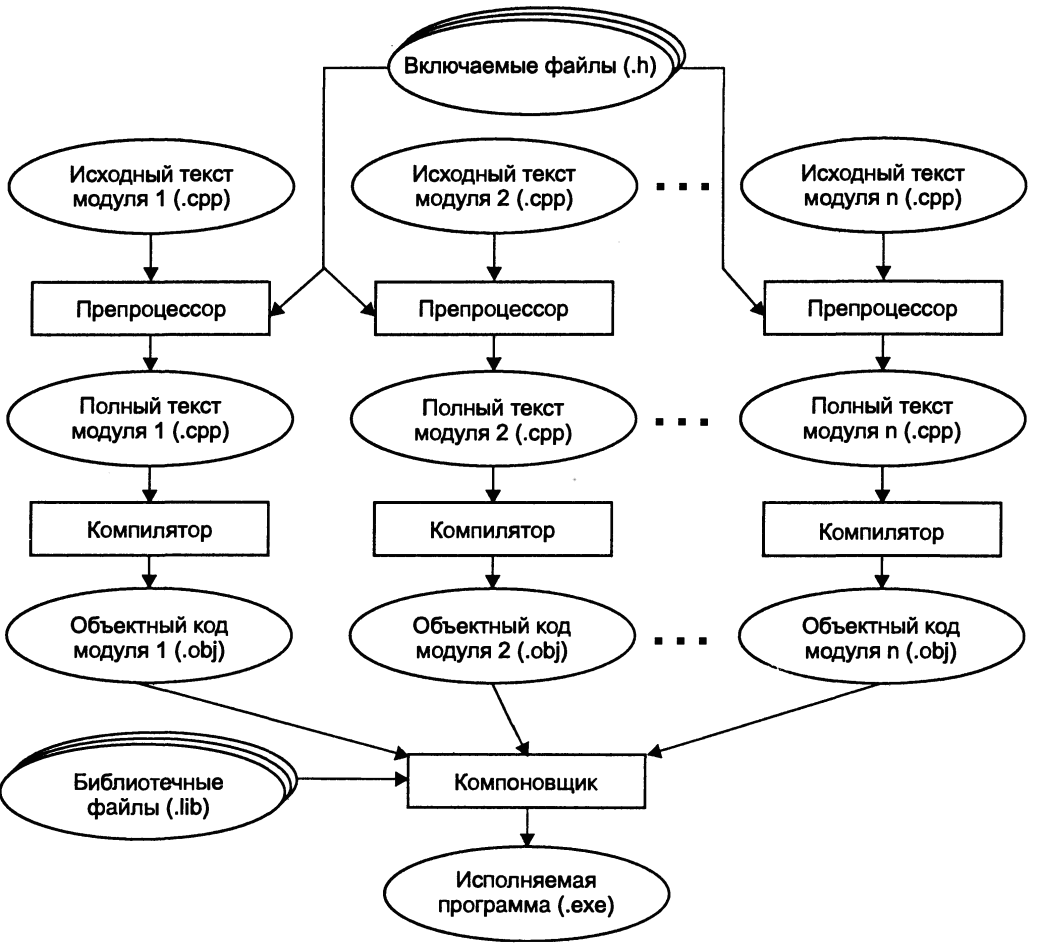 Включаемые файлы (.h)
Исходный текст
модуля 1 (.cpp)
Исходный текст
модуля 2 (.cpp)
Исходный текст
модуля n (.cpp)
Препроцессор
Препроцессор
Препроцессор
Полный текст
модуля 1 (.cpp)
Полный текст
модуля 2 (.cpp)
Полный текст
модуля n (.cpp)
Компилятор
Компилятор
Компилятор
Объектный код
модуля 1 (.obj)
Объектный код
модуля 2 (.obj)
Объектный код
модуля n (.obj)
Библиотечные
файлы (.lib)
Компоновщик
Исполняемая
программа (.exe)